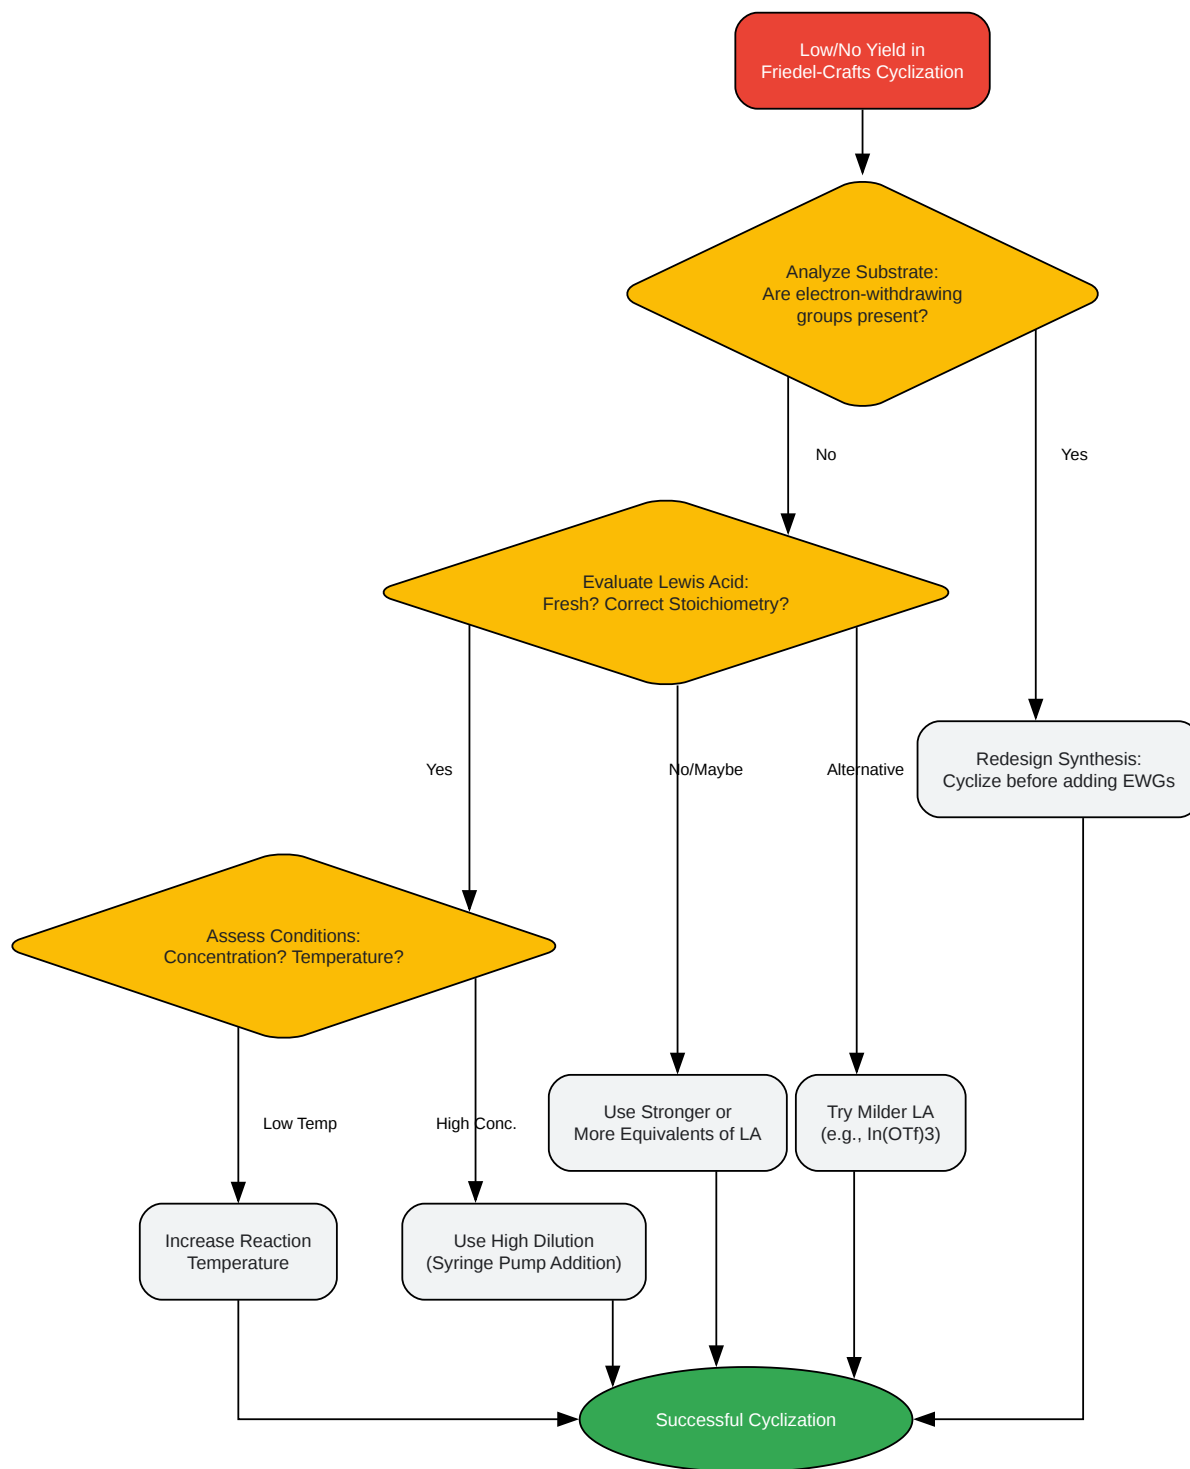 Low/No Yield in
Friedel-Crafts Cyclization
Analyze Substrate:
Are electron-withdrawing
groups present?
No
Yes
Evaluate Lewis Acid:
Fresh? Correct Stoichiometry?
Yes
No/Maybe
Alternative
Redesign Synthesis:
Cyclize before adding EWGs
Assess Conditions:
Concentration? Temperature?
Low Temp
High Conc.
Use Stronger or
More Equivalents of LA
Try Milder LA
(e.g., In(OTf)3)
Increase Reaction
Temperature
Use High Dilution
(Syringe Pump Addition)
Successful Cyclization